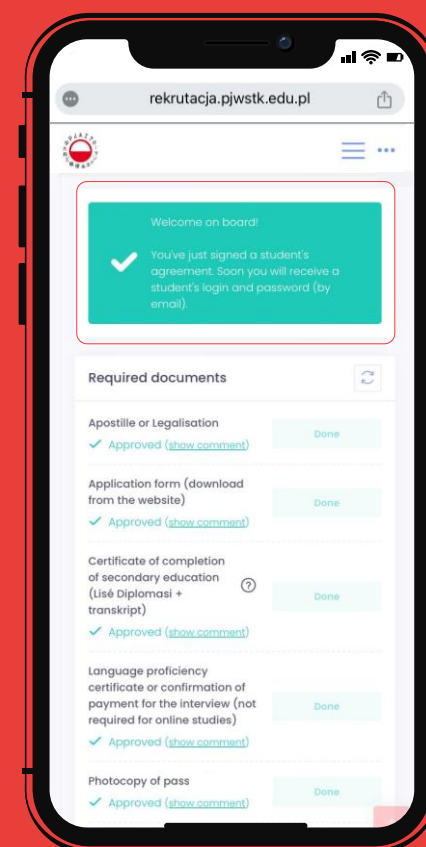 rekrutacja.pjwstk.edu.pl
Welcome on board!
You've just signed a student's
agreement. Soon you will receive a
student's login and password (by
email).
Required documents
Apostille or Legalisation
Done
Approved (show comment)
Application form (download
from the website)
Done
Approved (show comment)
Certificate of completion
of secondary education
(Lisé Diplomasi +
transkript)
Done
Approved (show comment)
Language proficiency
certificate or confirmation of
payment for the interview (not
required for online studies)
Done
Approved (show comment)
Photocopy of pass
Done
Approved (show comment)